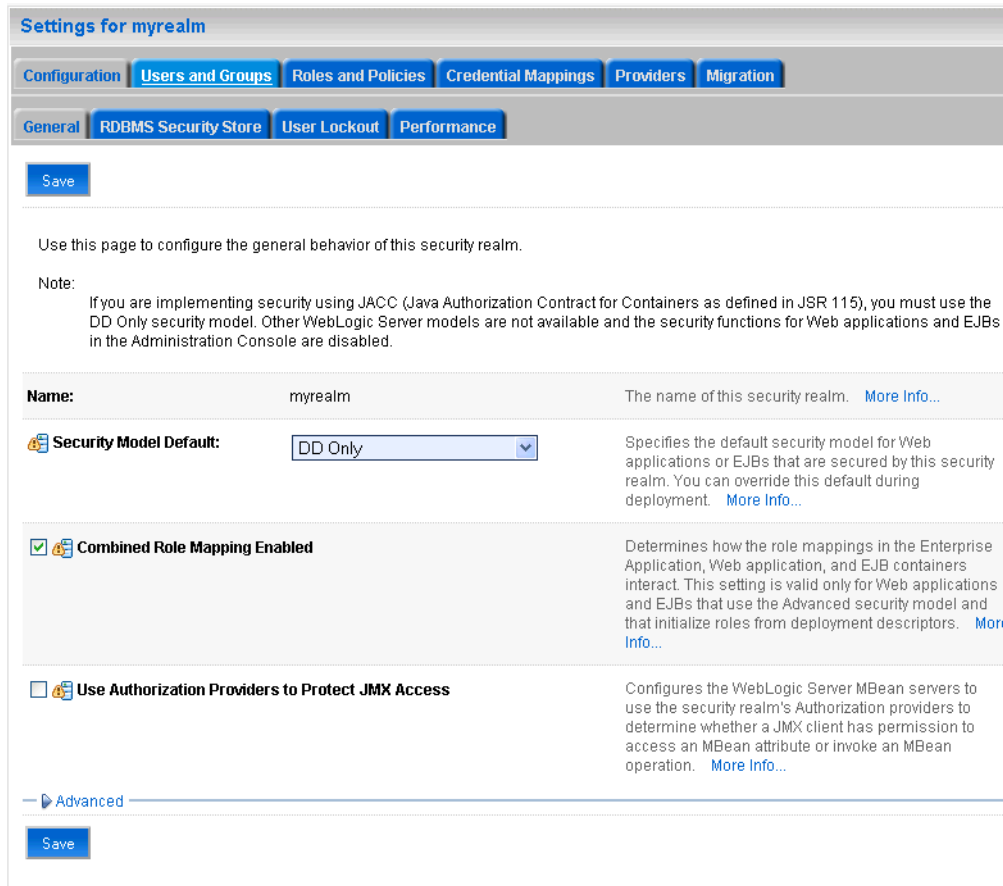 Settings for myrealm
Configuration Users and Groups Roles and Policies Credential Mappings Providers Migration
General RDBMS Security Store User Lockout Performance
Save
Use this page to configure the general behavior of this security realm.
Note:
If you are implementing security using JACC (Java Authorization Contract for Containers as defined in JSR 115), you must use the
DD Only security model. Other WebLogic Server models are not available and the security functions for Web applications and EJBs
in the Administration Console are disabled.
Name: myrealm The name of this security realm. More Info...
Security Model Default: DD Only Specifies the default security model for Web
applications or EJBs that are secured by this security
realm. You can override this default during
deployment. More Info...
Combined Role Mapping Enabled Determines how the role mappings in the Enterprise
Application, Web application, and EJB containers
interact. This setting is valid only for Web applications
and EJBs that use the Advanced security model and
that initialize roles from deployment descriptors. More
Info...
Use Authorization Providers to Protect JMX Access Configures the WebLogic Server MBean servers to
use the security realm's Authorization providers to
determine whether a JMX client has permission to
access an MBean attribute or invoke an MBean
operation. More Info...
Advanced
Save